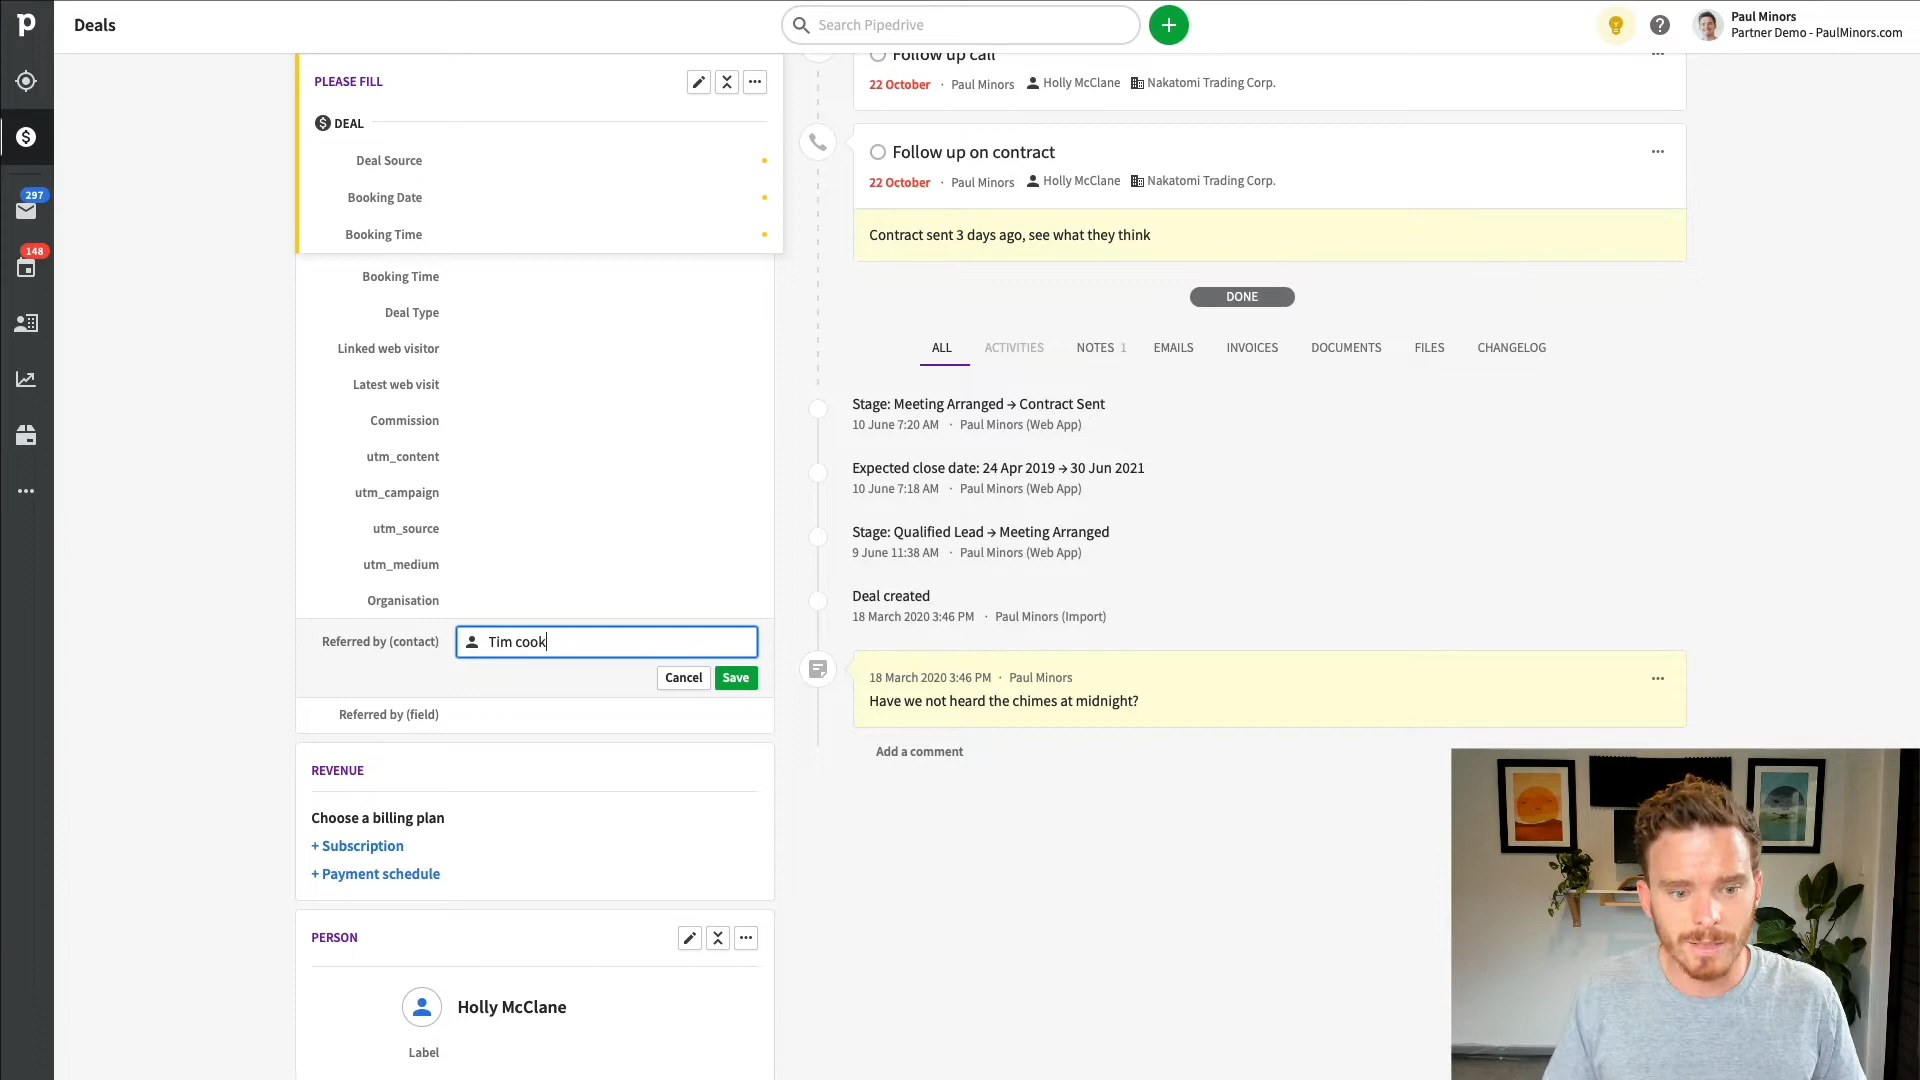 p
Deals
Search Pipedrive
Paul Minors
Partner Demo - PaulMinors.com
297
148
PLEASE FILL
DEAL
Deal Source
Booking Date
Booking Time
Booking Time
Deal Type
Linked web visitor
Latest web visit
Commission
utm_content
utm_campaign
utm_source
utm_medium
Organisation
Referred by (contact) Tim cook
Cancel Save
Referred by (field)
REVENUE
Choose a billing plan
+ Subscription
+ Payment schedule
PERSON
Holly McClane
Label
Follow up call
22 October · Paul Minors Holly McClane Nakatomi Trading Corp.
Follow up on contract
22 October · Paul Minors Holly McClane Nakatomi Trading Corp.
Contract sent 3 days ago, see what they think
DONE
ALL ACTIVITIES NOTES 1 EMAILS INVOICES DOCUMENTS FILES CHANGELOG
Stage: Meeting Arranged → Contract Sent
10 June 7:20 AM · Paul Minors (Web App)
Expected close date: 24 Apr 2019 → 30 Jun 2021
10 June 7:18 AM · Paul Minors (Web App)
Stage: Qualified Lead → Meeting Arranged
9 June 11:38 AM · Paul Minors (Web App)
Deal created
18 March 2020 3:46 PM · Paul Minors (Import)
18 March 2020 3:46 PM · Paul Minors
Have we not heard the chimes at midnight?
Add a comment